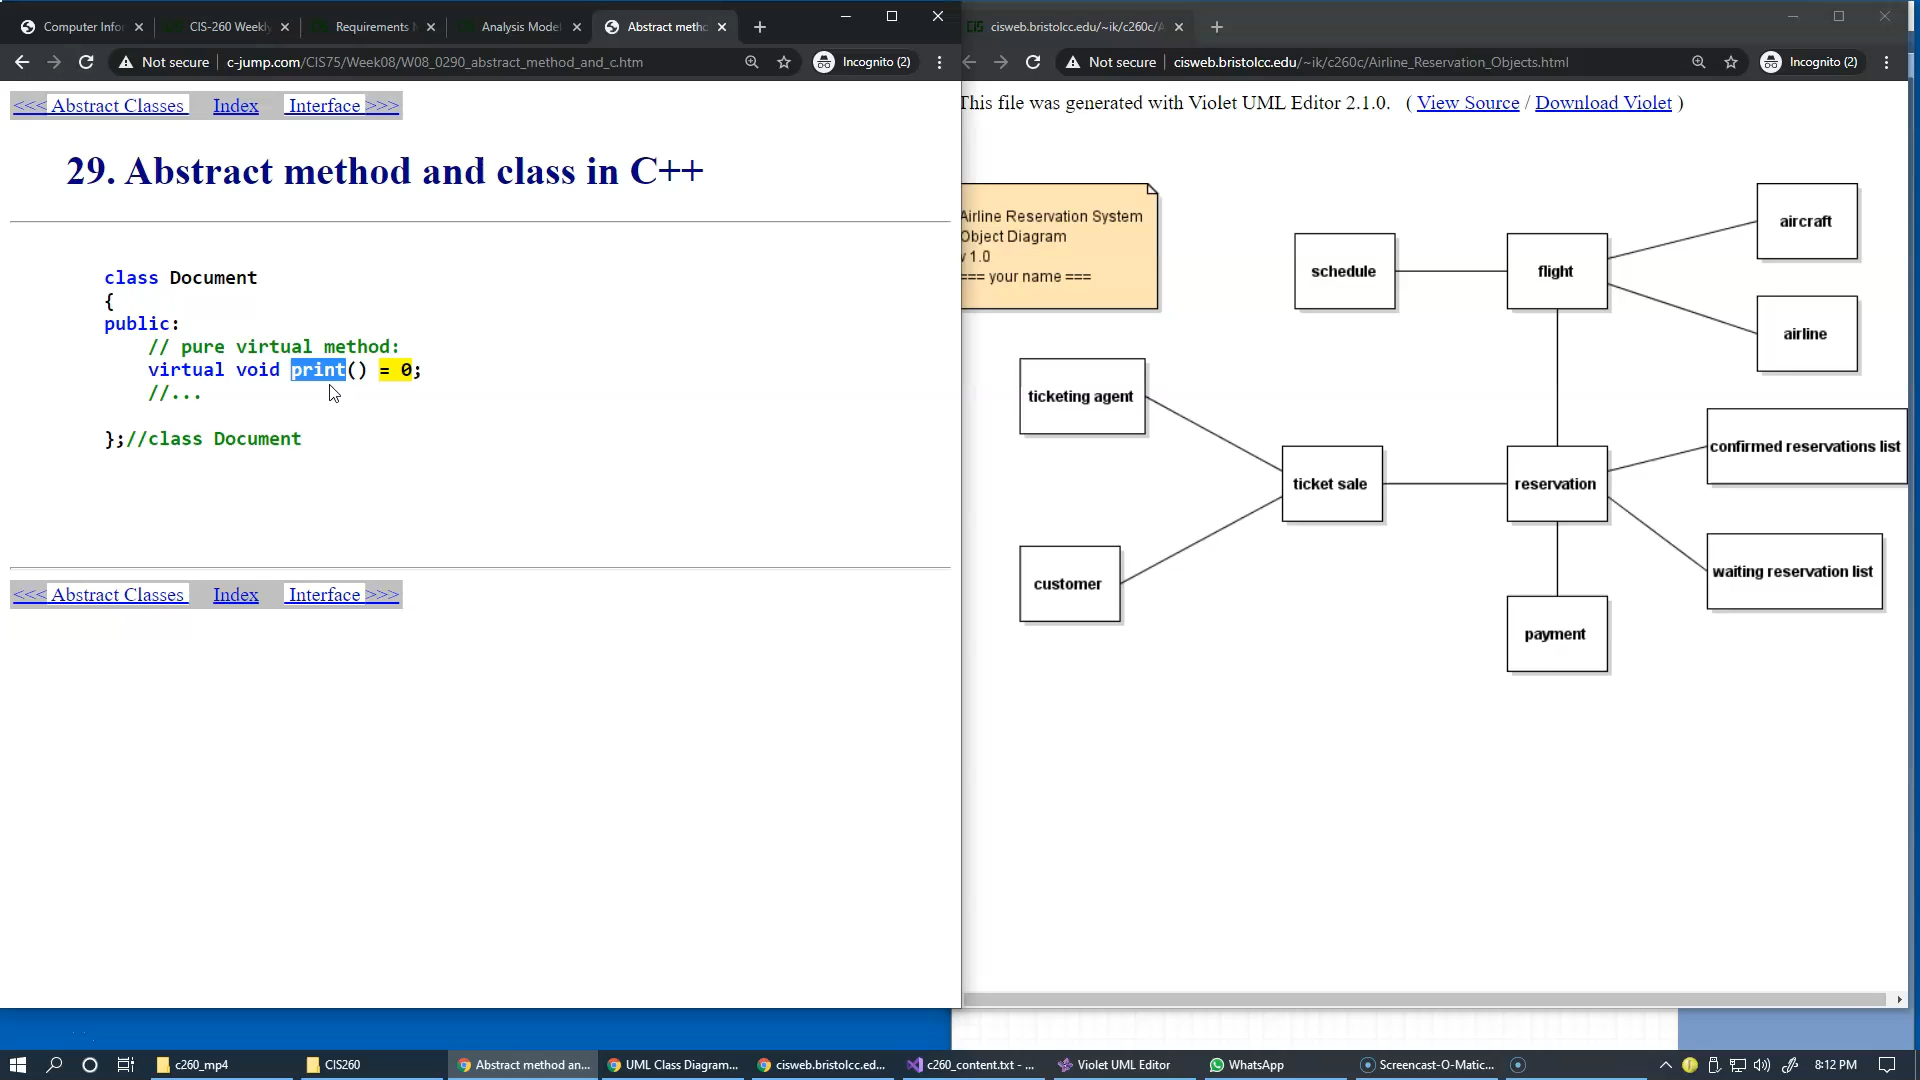 Computer Info
CIS-260 Weekly
Requirements M
Analysis Model
Abstract metho
Not secure
c-jump.com/CIS75/Week08/W08_0290_abstract_method_and_c.htm
Incognito (2)
<<< Abstract Classes Index Interface >>>
29. Abstract method and class in C++
class Document
{
public:
// pure virtual method:
virtual void print() = 0;
//...
};//class Document
<<< Abstract Classes Index Interface >>>
cisweb.bristolcc.edu/~ik/c260c/A
Not secure
cisweb.bristolcc.edu/~ik/c260c/Airline_Reservation_Objects.html
Incognito (2)
This file was generated with Violet UML Editor 2.1.0. ( View Source / Download Violet )
Airline Reservation System
Object Diagram
v 1.0
=== your name ===
schedule
flight
aircraft
airline
ticketing agent
ticket sale
reservation
confirmed reservations list
waiting reservation list
customer
payment
c260_mp4
CIS260
Abstract method an...
UML Class Diagram...
cisweb.bristolcc.ed...
c260_content.txt - ...
Violet UML Editor
WhatsApp
Screencast-O-Matic...
8:12 PM